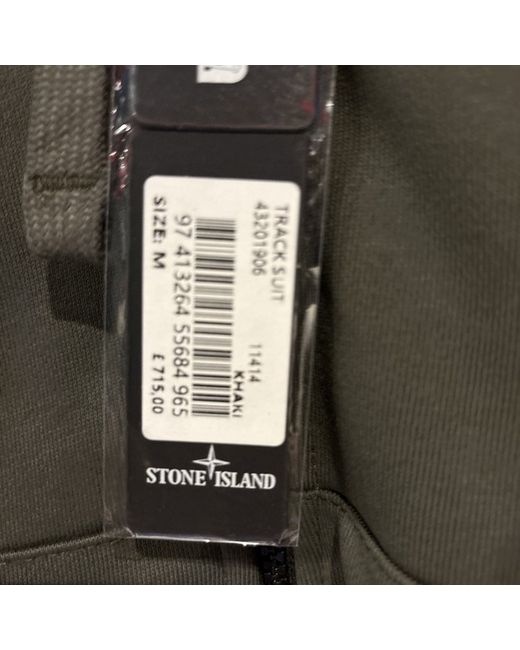 TRACK SUIT
43201906
11414
KHAKI
97 413264 55684 965
SIZE: M
£ 715,00
STONE ISLAND